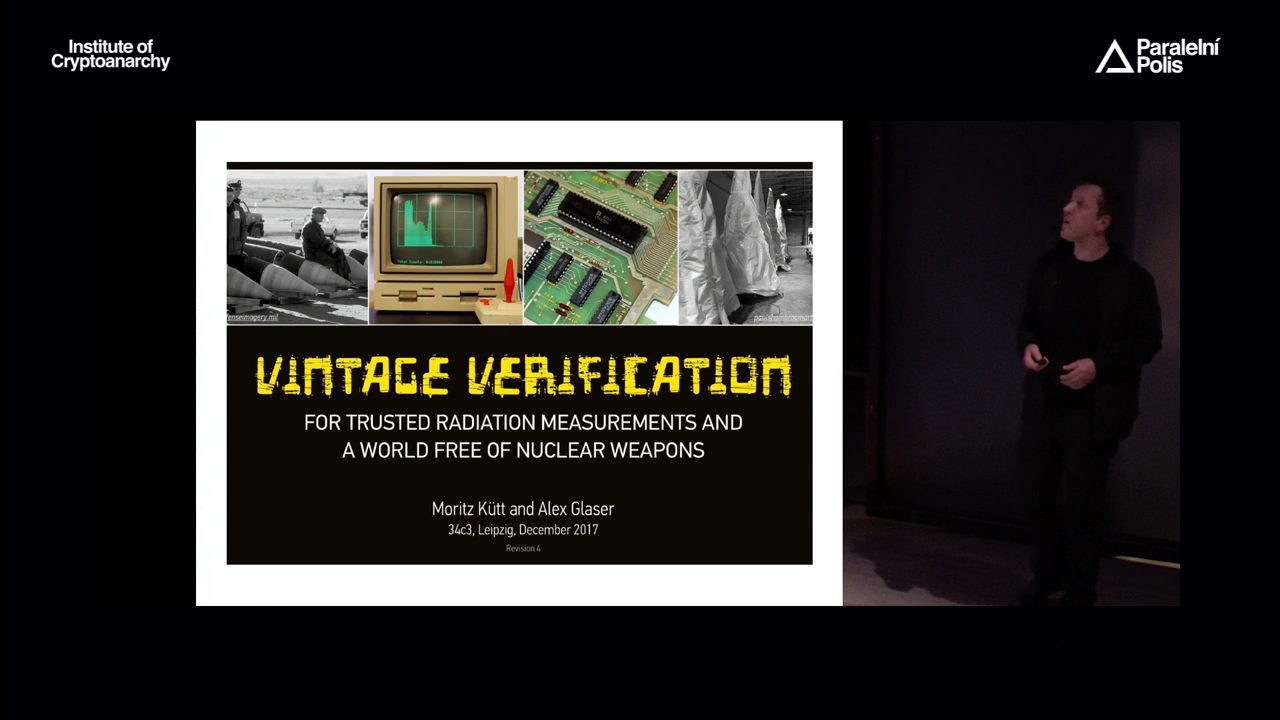 Institute of
Cryptoanarchy
Paralelní
Polis
VINTAGE VERIFICATION
FOR TRUSTED RADIATION MEASUREMENTS AND
A WORLD FREE OF NUCLEAR WEAPONS
Moritz Kütt and Alex Glaser
34c3, Leipzig, December 2017
Revision 4